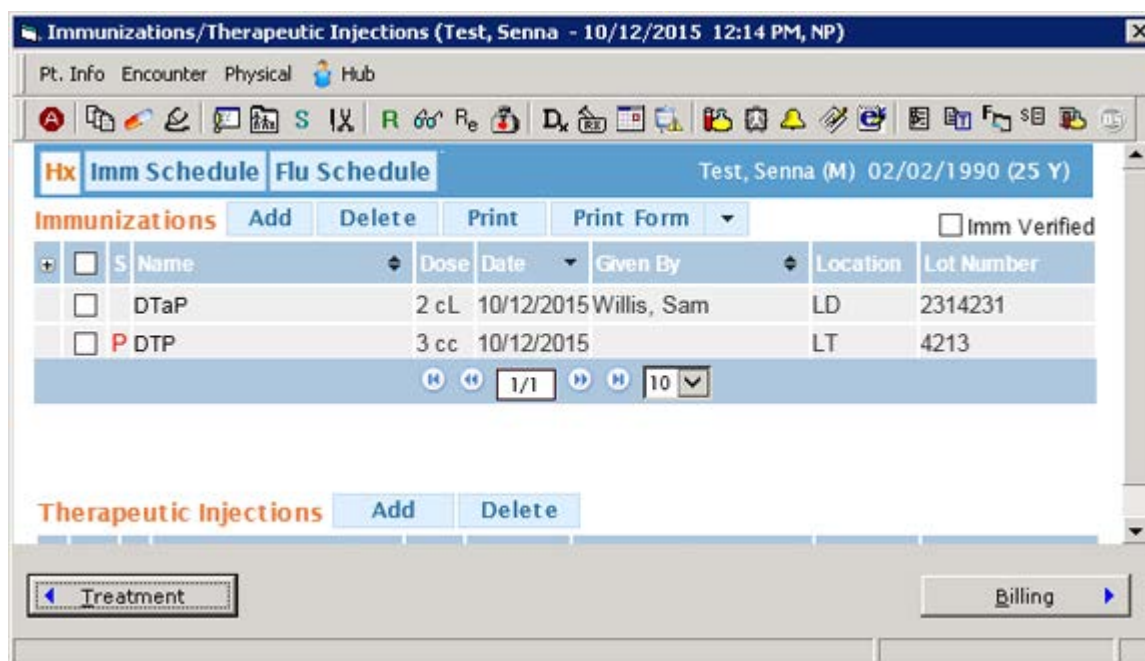 Immunizations/Therapeutic Injections (Test, Senna - 10/12/2015 12:14 PM, NP)
Pt. Info Encounter Physical Hub
A S R Re Dx RX
Hx Imm Schedule Flu Schedule Test, Senna (M) 02/02/1990 (25 Y)
Immunizations Add Delete Print Print Form Imm Verified
S Name Dose Date Given By Location Lot Number
DTaP 2 cL 10/12/2015 Willis, Sam LD 2314231
P DTP 3 cc 10/12/2015 LT 4213
1/1 10
Therapeutic Injections Add Delete
Treatment Billing